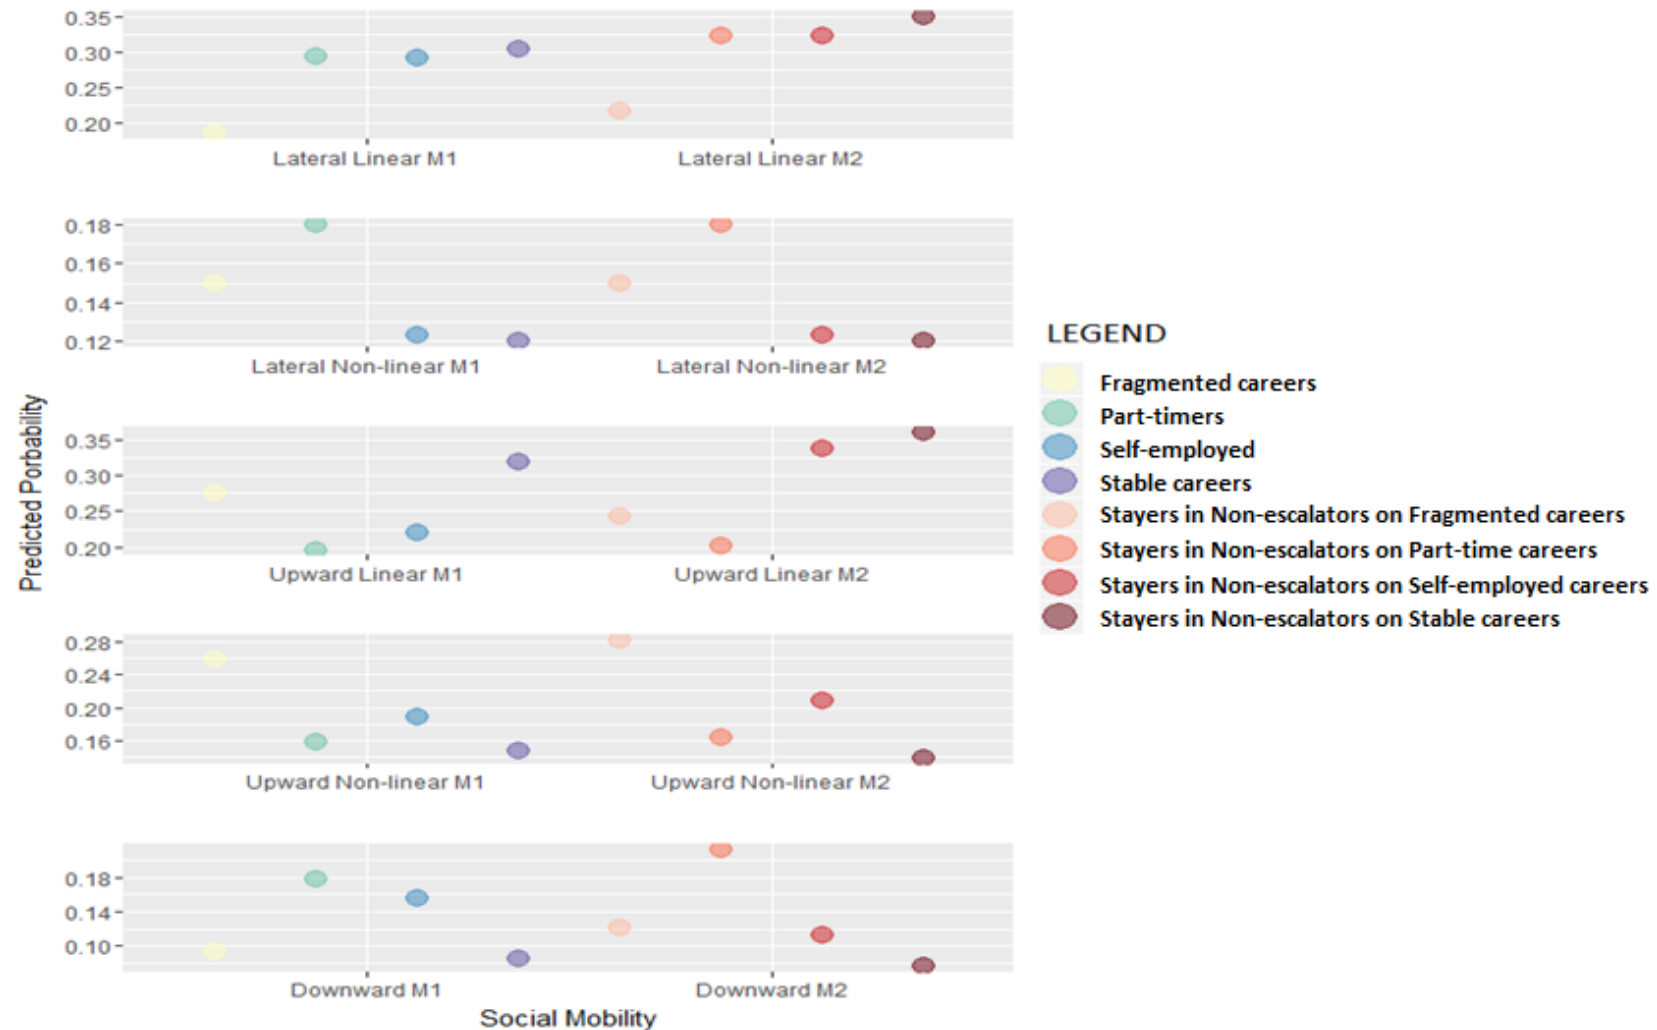 0.35
0.30
0.25
0.20
Lateral Linear M1 Lateral Linear M2
0.18
0.16
0.14
0.12
Lateral Non-linear M1 Lateral Non-linear M2
Predicted Porbability
0.35
0.30
0.25
0.20
Upward Linear M1 Upward Linear M2
0.28
0.24
0.20
0.16
Upward Non-linear M1 Upward Non-linear M2
0.18
0.14
0.10
Downward M1 Downward M2
Social Mobility
LEGEND
Fragmented careers
Part-timers
Self-employed
Stable careers
Stayers in Non-escalators on Fragmented careers
Stayers in Non-escalators on Part-time careers
Stayers in Non-escalators on Self-employed careers
Stayers in Non-escalators on Stable careers